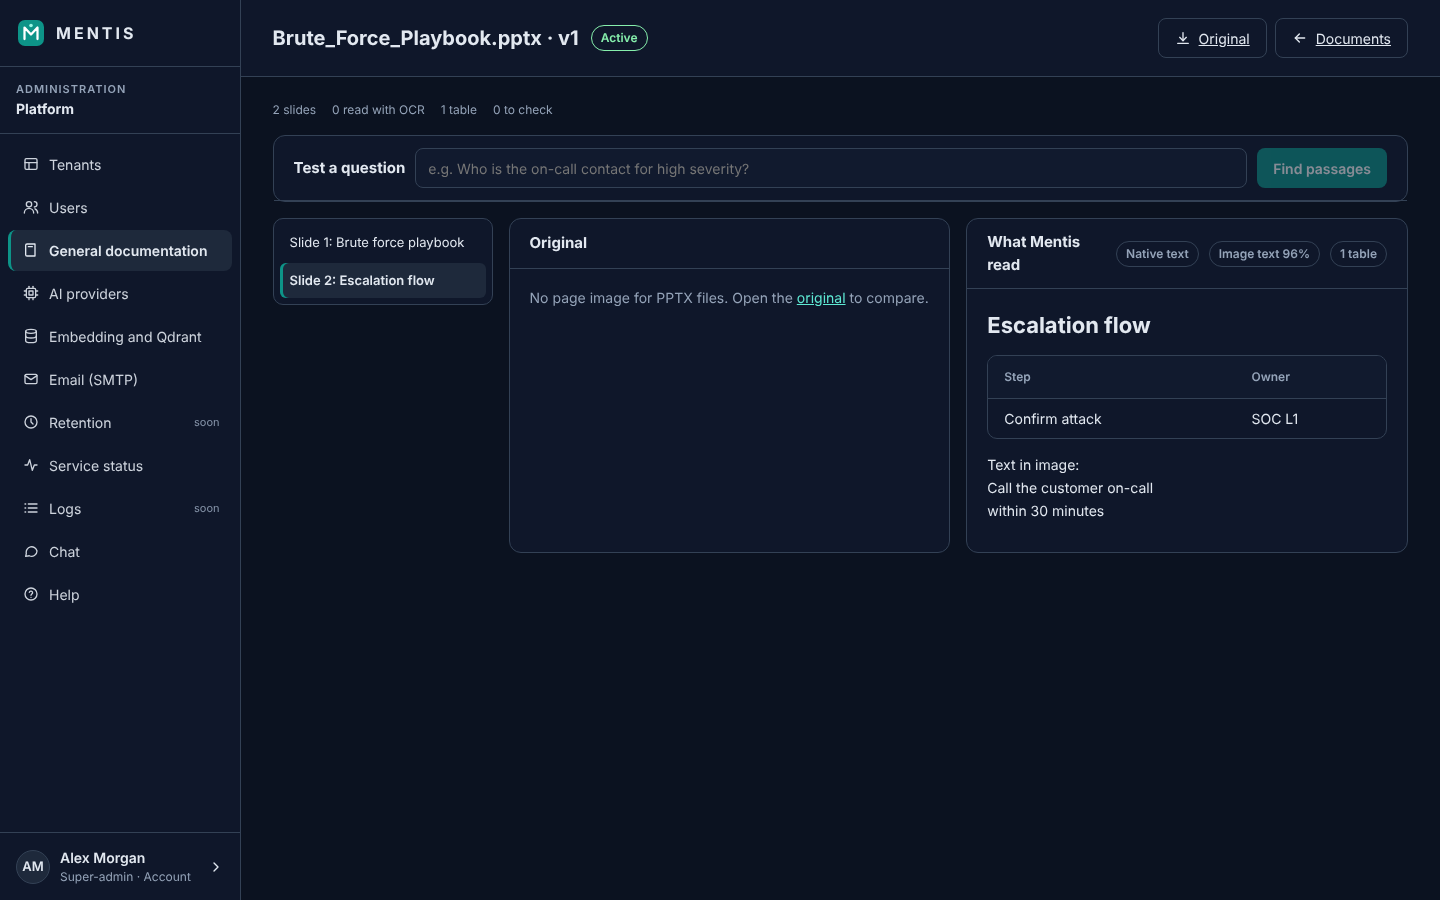 MENTIS
ADMINISTRATION
Platform
Tenants
Users
General documentation
AI providers
Embedding and Qdrant
Email (SMTP)
Retention soon
Service status
Logs soon
Chat
Help
AM
Alex Morgan
Super-admin · Account
Brute_Force_Playbook.pptx · v1 Active
Original
Documents
2 slides 0 read with OCR 1 table 0 to check
Test a question e.g. Who is the on-call contact for high severity? Find passages
Slide 1: Brute force playbook
Slide 2: Escalation flow
Original
No page image for PPTX files. Open the original to compare.
What Mentis
read
Native text Image text 96% 1 table
Escalation flow
Step Owner
Confirm attack SOC L1
Text in image:
Call the customer on-call
within 30 minutes